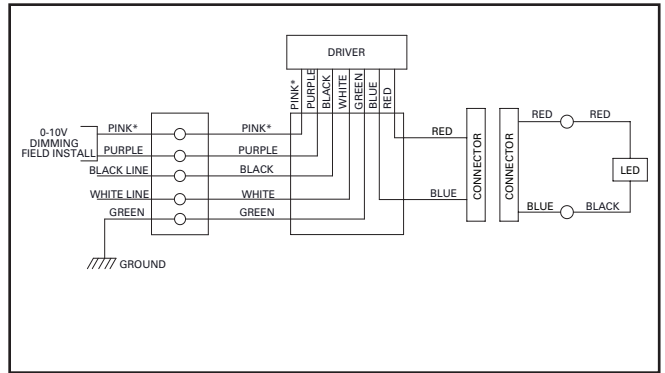 DRIVER
PINK*
PURPLE
BLACK
WHITE
GREEN
BLUE
RED
0-10V
DIMMING
FIELD INSTALL
PINK*
PURPLE
BLACK LINE
WHITE LINE
GREEN
GROUND
PINK*
PURPLE
BLACK
WHITE
GREEN
RED
BLUE
CONNECTOR
CONNECTOR
RED
RED
LED
BLUE
BLACK